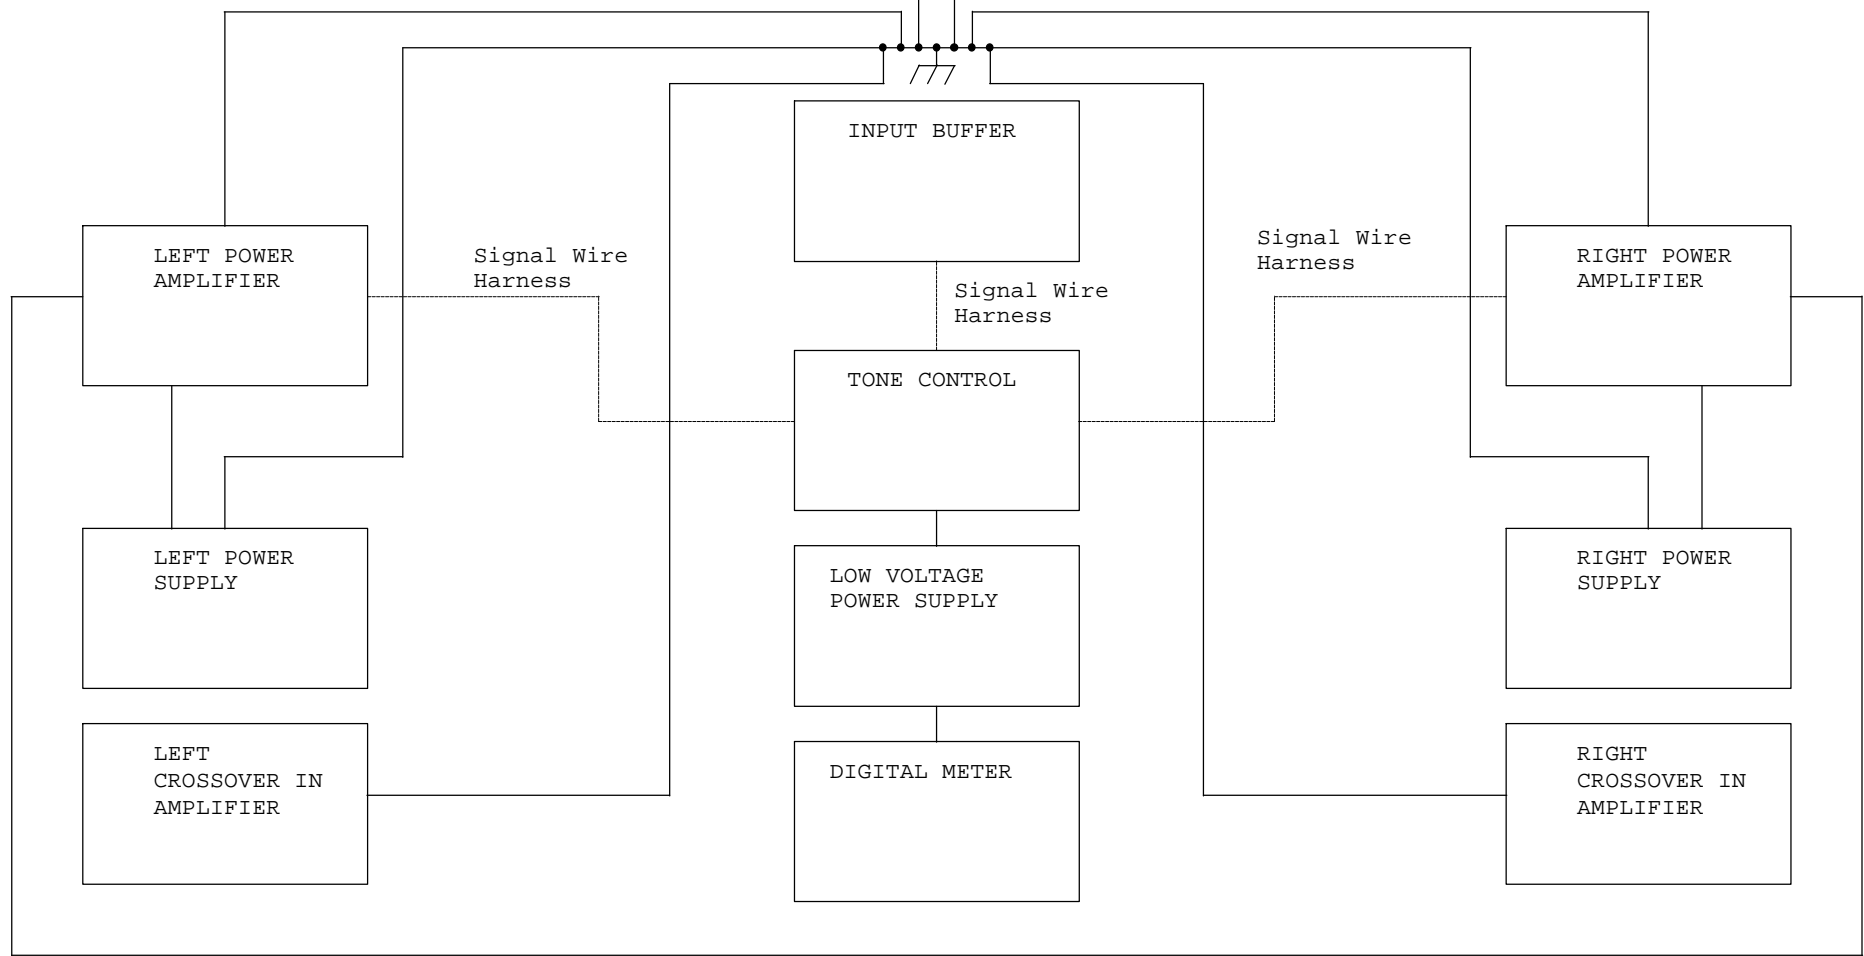 INPUT BUFFER
LEFT POWER
AMPLIFIER
Signal Wire
Harness
Signal Wire
Harness
Signal Wire
Harness
RIGHT POWER
AMPLIFIER
TONE CONTROL
LEFT POWER
SUPPLY
LOW VOLTAGE
POWER SUPPLY
RIGHT POWER
SUPPLY
LEFT
CROSSOVER IN
AMPLIFIER
DIGITAL METER
RIGHT
CROSSOVER IN
AMPLIFIER